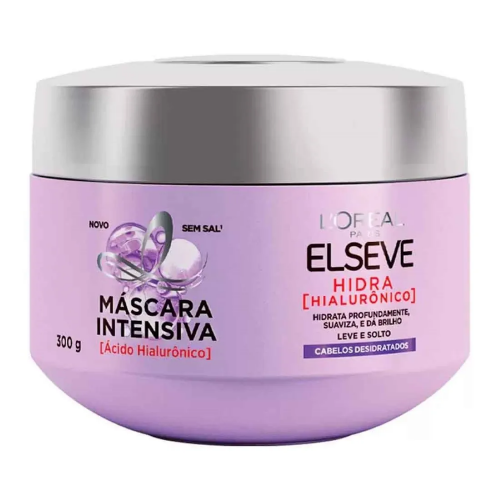 NOVO
SEM SAL¹
MÁSCARA
INTENSIVA
[Ácido Hialurônico]
300 g
L'ORÉAL
PARIS
ELSEVE
HIDRA
[HIALURÔNICO]
HIDRATA PROFUNDAMENTE,
SUAVIZA, E DÁ BRILHO
LEVE E SOLTO
CABELOS DESIDRATADOS